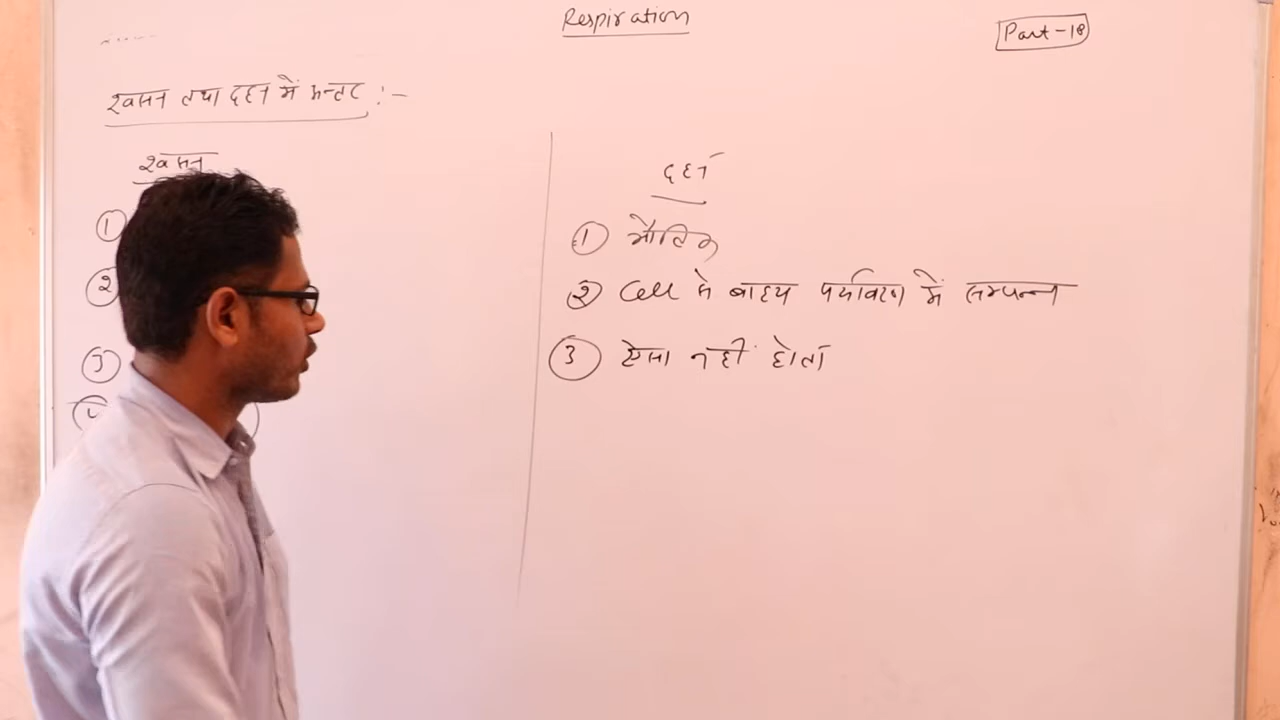 Respiration
Part-18
श्वसन तथा दहन में अन्तर :-
श्वसन
①
②
③
④
दहन
① भौतिक
② Cell के बाह्य पर्यावरण में सम्पन्न
③ ऐसा नहीं होता